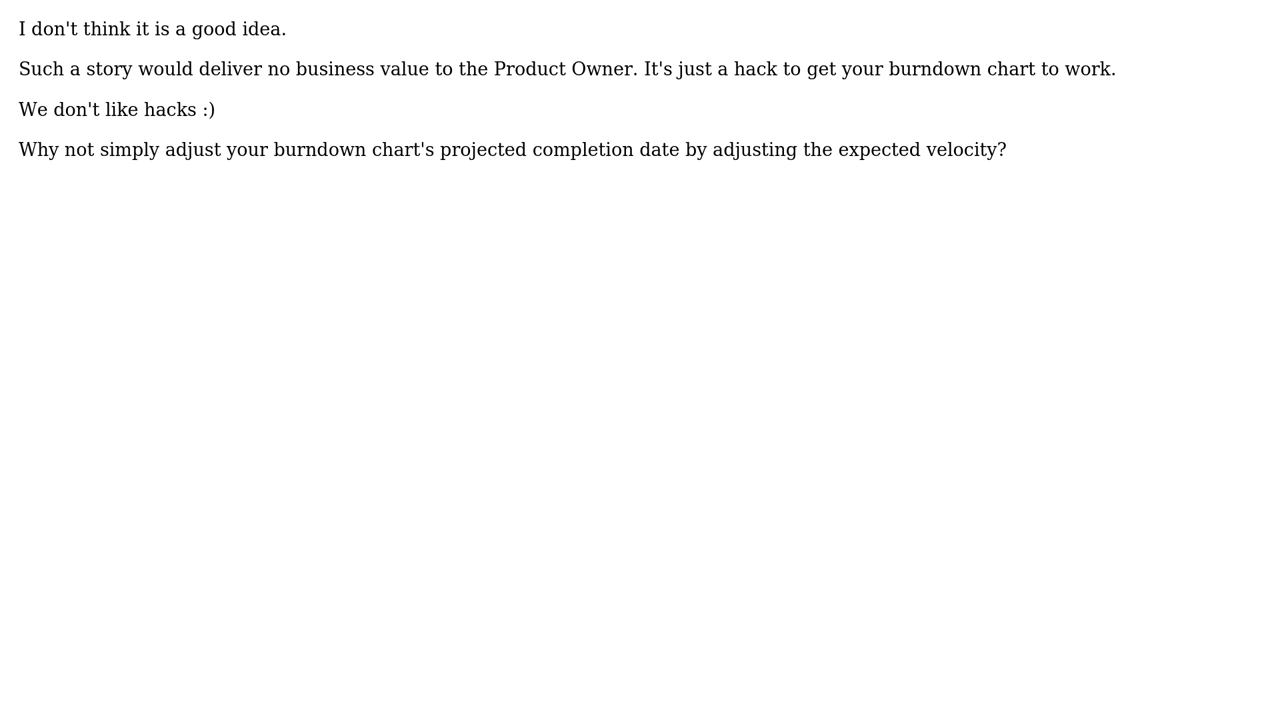 I don't think it is a good idea.
Such a story would deliver no business value to the Product Owner. It's just a hack to get your burndown chart to work.
We don't like hacks :)
Why not simply adjust your burndown chart's projected completion date by adjusting the expected velocity?